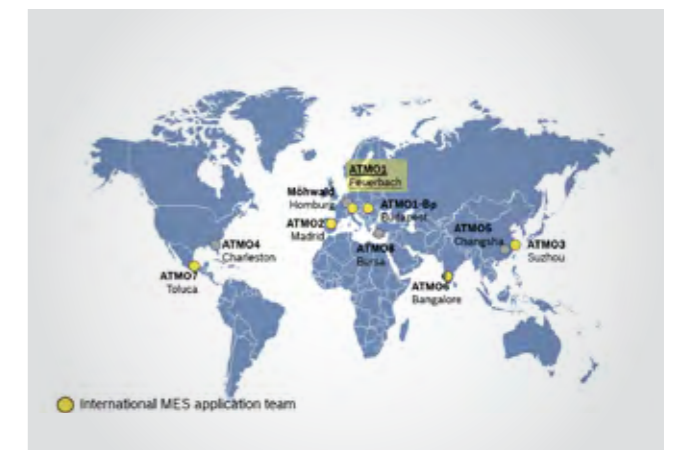 ATMO1
Feuerbach
Möhwald
Homburg
ATMO1-Bp
Budapest
ATMO2
Madrid
ATMO5
Changsha
ATMO3
Suzhou
ATMO4
Charleston
ATMO8
Bursa
ATMO7
Toluca
ATMO6
Bangalore
International MES application team